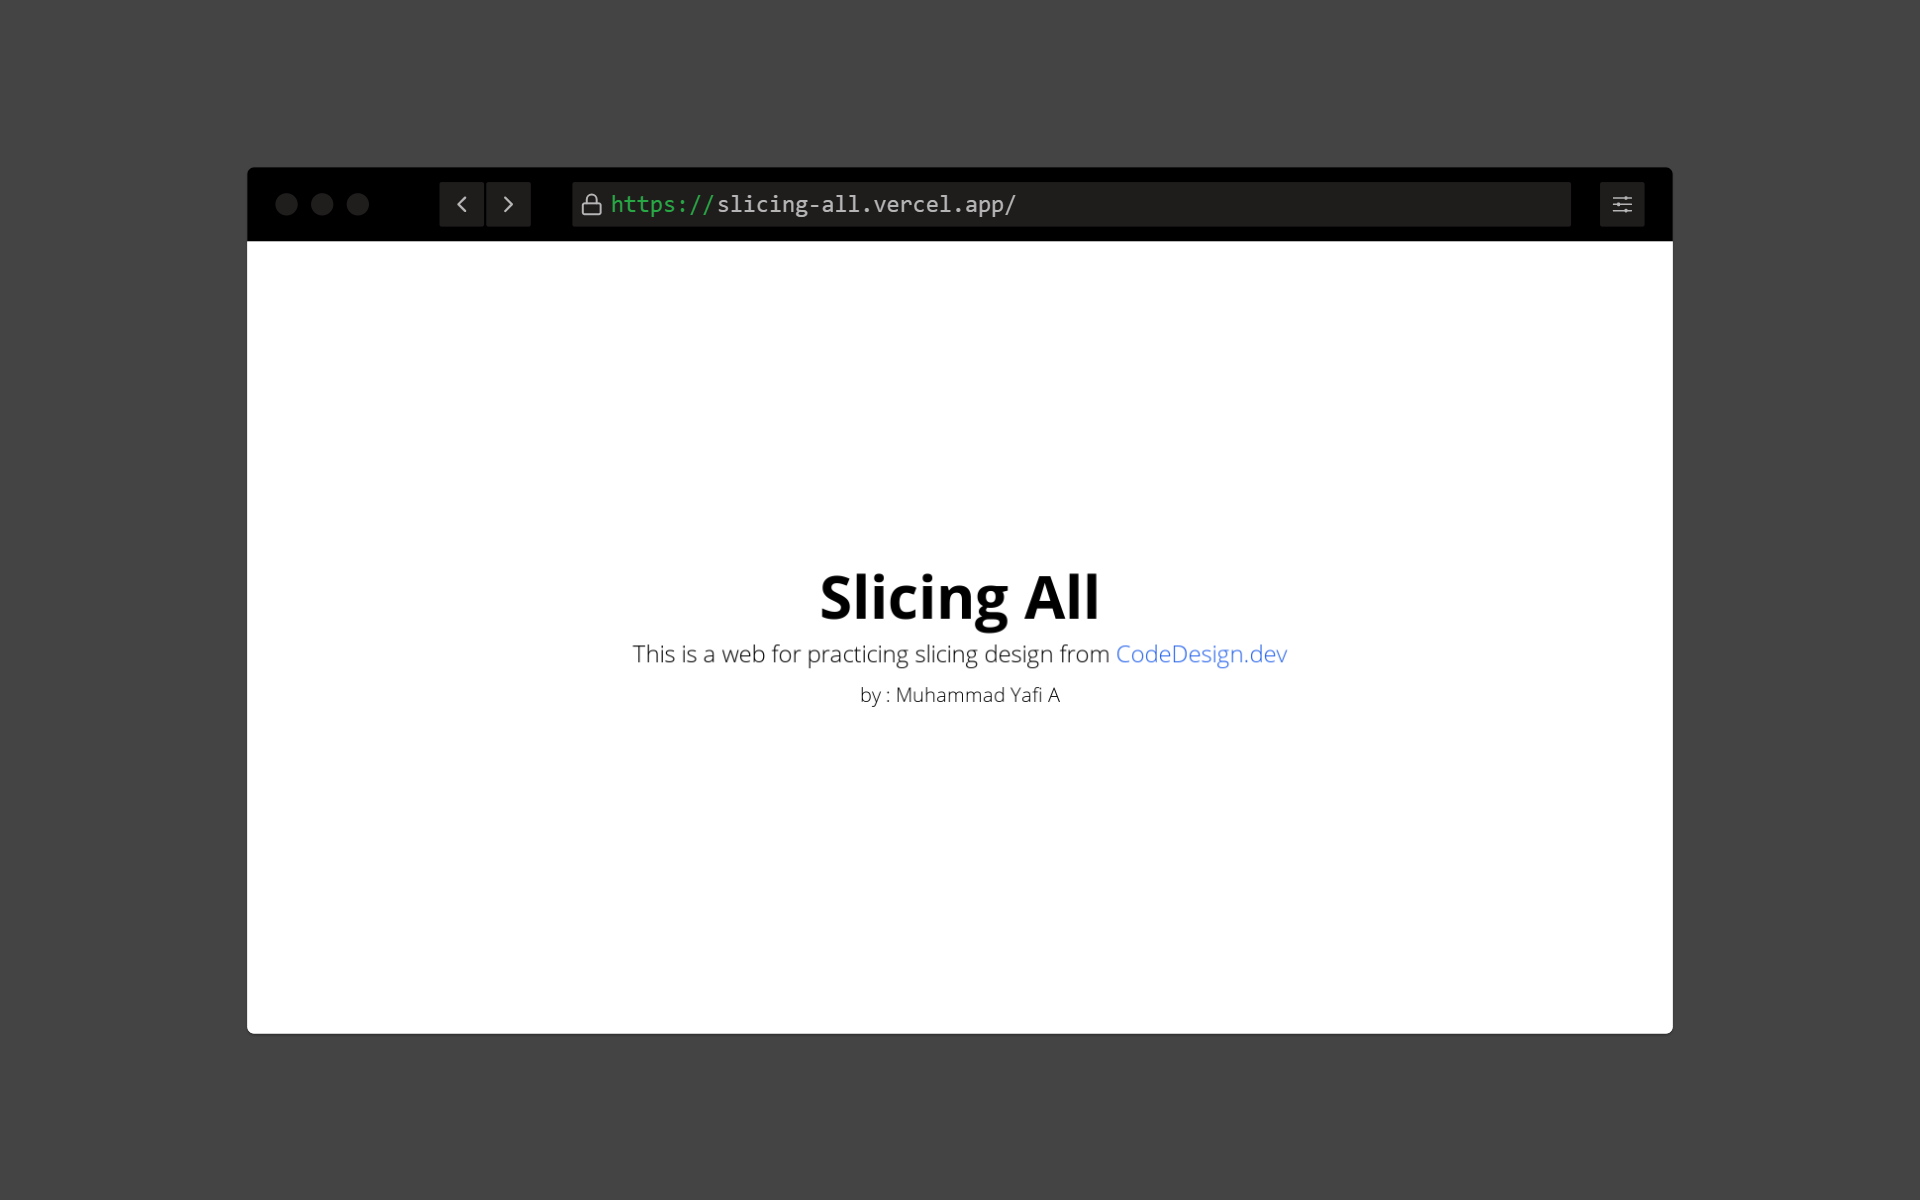 https://slicing-all.vercel.app/
Slicing All
This is a web for practicing slicing design from CodeDesign.dev
by : Muhammad Yafi A